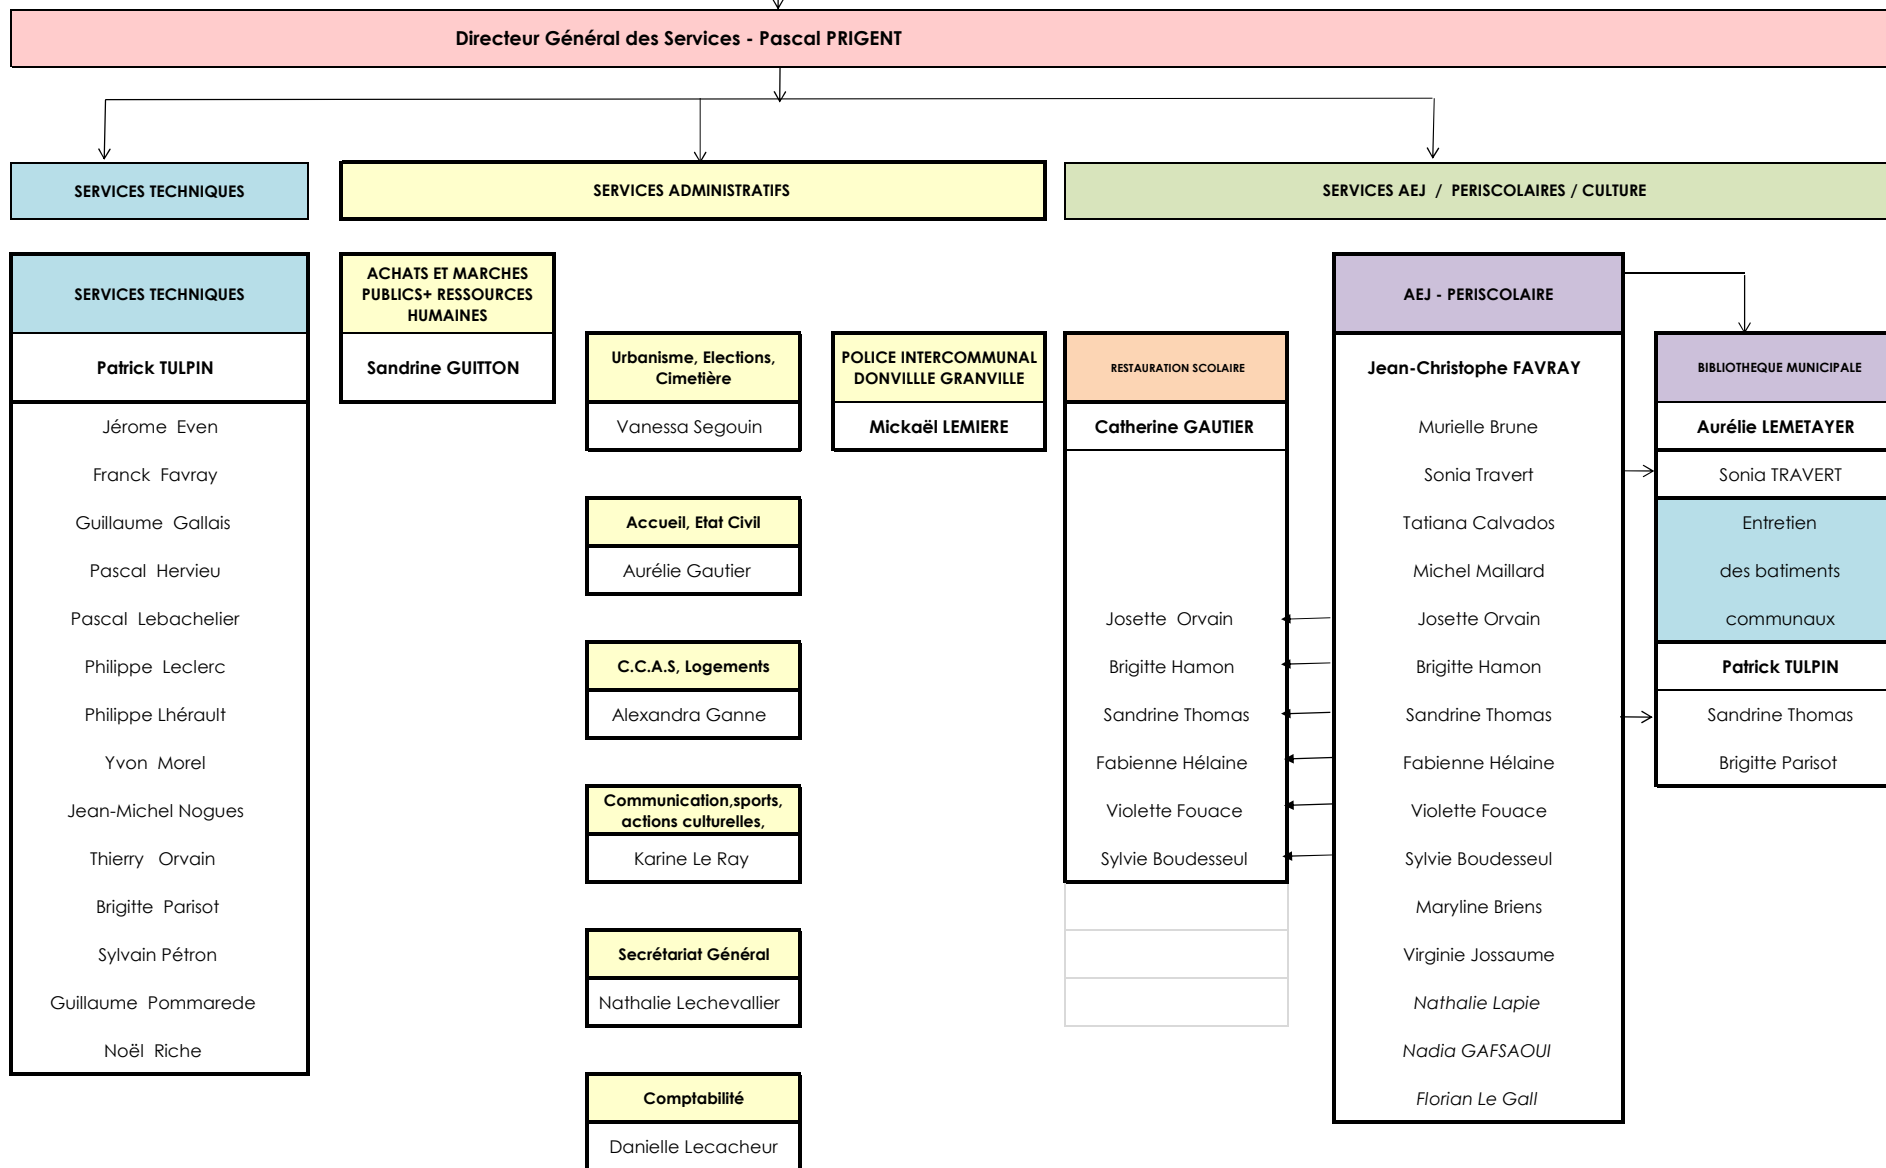 Directeur Général des Services - Pascal PRIGENT
SERVICES TECHNIQUES
SERVICES ADMINISTRATIFS
SERVICES AEJ / PERISCOLAIRES / CULTURE
SERVICES TECHNIQUES
Patrick TULPIN
Jérome Even
Franck Favray
Guillaume Gallais
Pascal Hervieu
Pascal Lebachelier
Philippe Leclerc
Philippe Lhérault
Yvon Morel
Jean-Michel Nogues
Thierry Orvain
Brigitte Parisot
Sylvain Pétron
Guillaume Pommarede
Noël Riche
ACHATS ET MARCHES
PUBLICS+ RESSOURCES
HUMAINES
Sandrine GUITTON
Urbanisme, Elections,
Cimetière
Vanessa Segouin
Accueil, Etat Civil
Aurélie Gautier
C.C.A.S, Logements
Alexandra Ganne
Communication,sports,
actions culturelles,
Karine Le Ray
Secrétariat Général
Nathalie Lechevallier
Comptabilité
Danielle Lecacheur
POLICE INTERCOMMUNAL
DONVILLLE GRANVILLE
Mickaël LEMIERE
RESTAURATION SCOLAIRE
Catherine GAUTIER
Josette Orvain
Brigitte Hamon
Sandrine Thomas
Fabienne Hélaine
Violette Fouace
Sylvie Boudesseul
AEJ - PERISCOLAIRE
Jean-Christophe FAVRAY
Murielle Brune
Sonia Travert
Tatiana Calvados
Michel Maillard
Josette Orvain
Brigitte Hamon
Sandrine Thomas
Fabienne Hélaine
Violette Fouace
Sylvie Boudesseul
Maryline Briens
Virginie Jossaume
Nathalie Lapie
Nadia GAFSAOUI
Florian Le Gall
BIBLIOTHEQUE MUNICIPALE
Aurélie LEMETAYER
Sonia TRAVERT
Entretien
des batiments
communaux
Patrick TULPIN
Sandrine Thomas
Brigitte Parisot